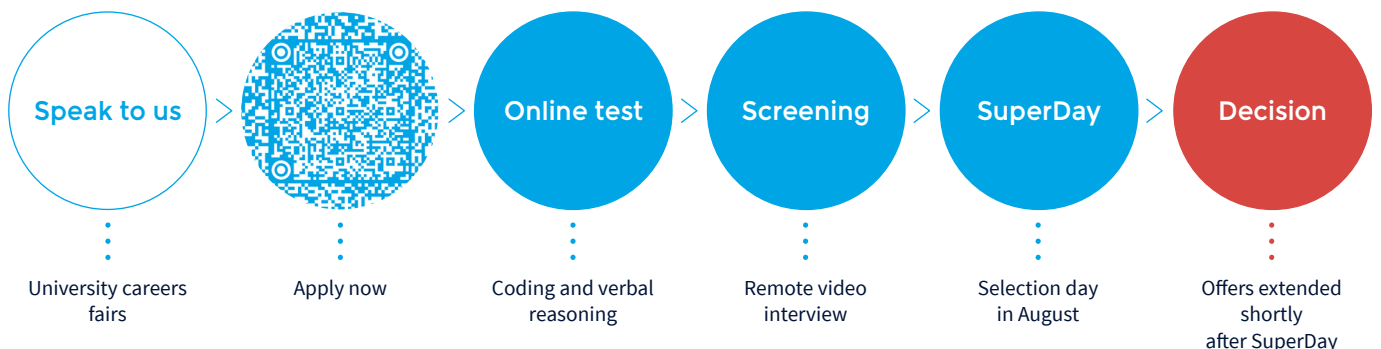 Speak to us
Online test
Screening
SuperDay
Decision
University careers
fairs
Apply now
Coding and verbal
reasoning
Remote video
interview
Selection day
in August
Offers extended
shortly
after SuperDay